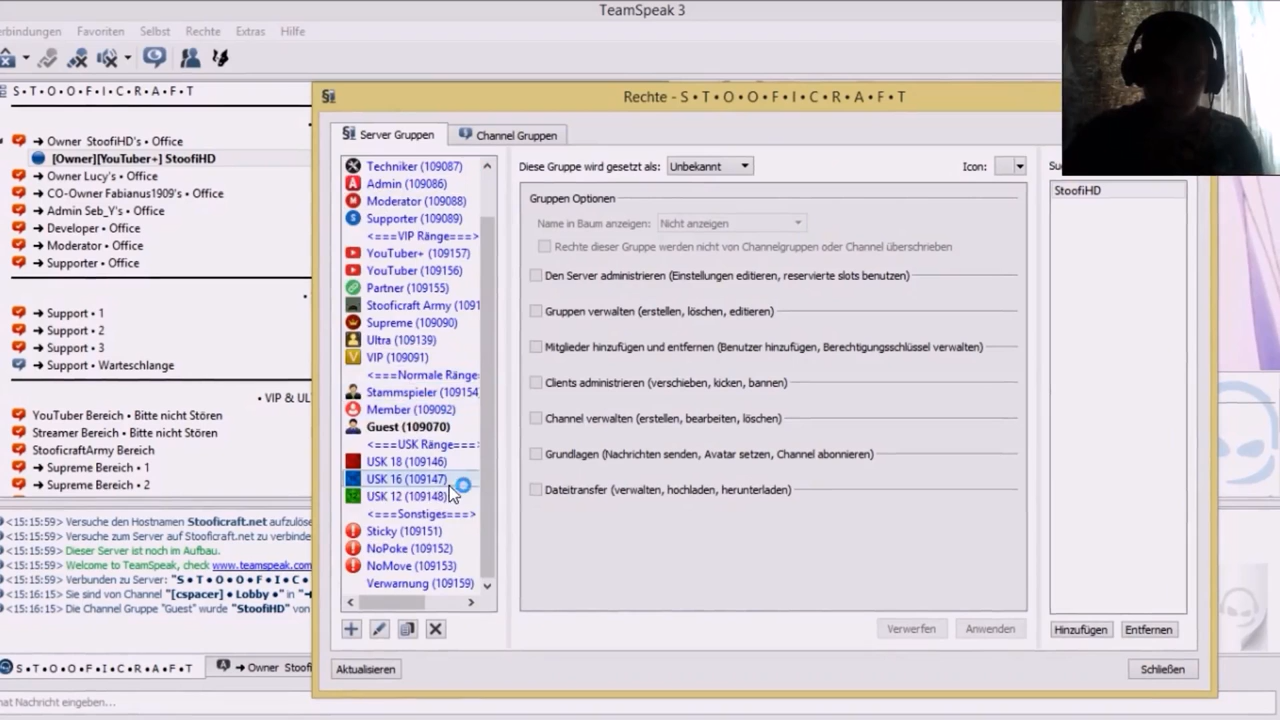 TeamSpeak 3
erbindungen Favoriten Selbst Rechte Extras Hilfe
S·T·O·O·F·I·C·R·A·F·T
➔ Owner StoofiHD's • Office
[Owner][YouTuber+] StoofiHD
➔ Owner Lucy's • Office
➔ CO-Owner Fabianus1909's • Office
➔ Admin Seb_Y's • Office
➔ Developer • Office
➔ Moderator • Office
➔ Supporter • Office
➔ Support • 1
➔ Support • 2
➔ Support • 3
➔ Support • Warteschlange
• VIP & UL
YouTuber Bereich • Bitte nicht Stören
Streamer Bereich • Bitte nicht Stören
StooficraftArmy Bereich
➔ Supreme Bereich • 1
➔ Supreme Bereich • 2
<15:15:59> Versuche den Hostnamen Stooficraft.net aufzulöse
<15:15:59> Versuche zum Server auf Stooficraft.net zu verbinde
<15:15:59> Dieser Server ist noch im Aufbau.
<15:15:59> Welcome to TeamSpeak, check www.teamspeak.com
<15:15:59> Verbunden zu Server: "S • T • O • O • F • I • C •
<15:16:15> Sie sind von Channel "[cspacer] • Lobby •" in "➔
<15:16:15> Die Channel Gruppe "Guest" wurde "StoofiHD" von
S·T·O·O·F·I·C·R·A·F·T
➔ Owner Stoofi
hat Nachricht eingeben...
Rechte - S·T·O·O·F·I·C·R·A·F·T
Server Gruppen
Channel Gruppen
Techniker (109087)
Admin (109086)
Moderator (109088)
Supporter (109089)
<===VIP Ränge===>
YouTuber+ (109157)
YouTuber (109156)
Partner (109155)
Stooficraft Army (1091
Supreme (109090)
Ultra (109139)
VIP (109091)
<===Normale Ränge:
Stammspieler (109154
Member (109092)
Guest (109070)
<===USK Ränge===>
USK 18 (109146)
USK 16 (109147)
USK 12 (109148)
<===Sonstiges===>
Sticky (109151)
NoPoke (109152)
NoMove (109153)
Verwarnung (109159)
Aktualisieren
Diese Gruppe wird gesetzt als: Unbekannt
Icon:
Gruppen Optionen
Name in Baum anzeigen: Nicht anzeigen
Rechte dieser Gruppe werden nicht von Channelgruppen oder Channel überschrieben
Den Server administrieren (Einstellungen editieren, reservierte slots benutzen)
Gruppen verwalten (erstellen, löschen, editieren)
Mitglieder hinzufügen und entfernen (Benutzer hinzufügen, Berechtigungsschlüssel verwalten)
Clients administrieren (verschieben, kicken, bannen)
Channel verwalten (erstellen, bearbeiten, löschen)
Grundlagen (Nachrichten senden, Avatar setzen, Channel abonnieren)
Dateitransfer (verwalten, hochladen, herunterladen)
Verwerfen
Anwenden
Su
StoofiHD
Hinzufügen
Entfernen
Schließen